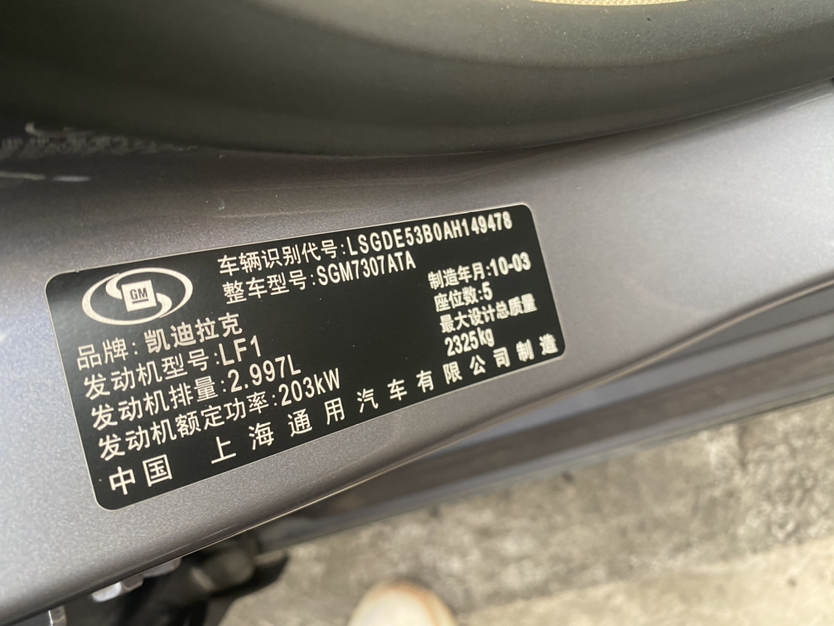 GM
车辆识别代号:LSGDE53B0AH149478
整车型号:SGM7307ATA
品牌: 凯迪拉克
制造年月:10-03
发动机型号:LF1
座位数:5
发动机排量:2.997L
最大设计总质量
2325kg
发动机额定功率:203kW
中国 上海通用汽车有限公司制造